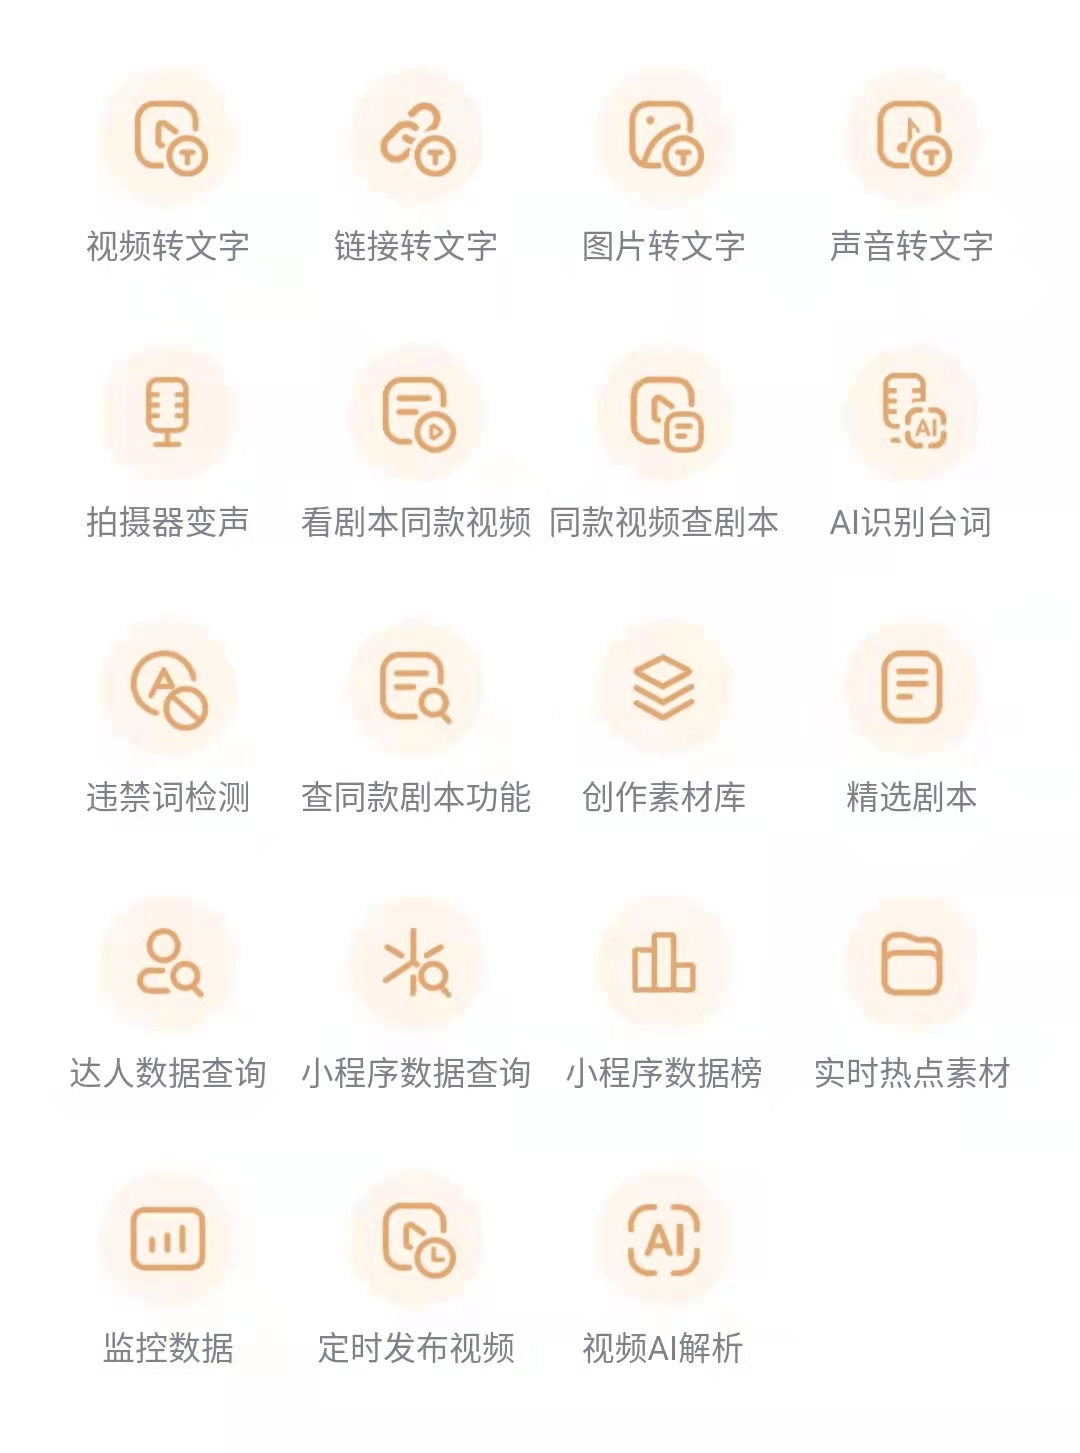 视频转文字
链接转文字
图片转文字
声音转文字
拍摄器变声
看剧本同款视频
同款视频查剧本
AI
AI识别台词
违禁词检测
查同款剧本功能
创作素材库
精选剧本
达人数据查询
小程序数据查询
小程序数据榜
实时热点素材
监控数据
定时发布视频
AI
视频AI解析